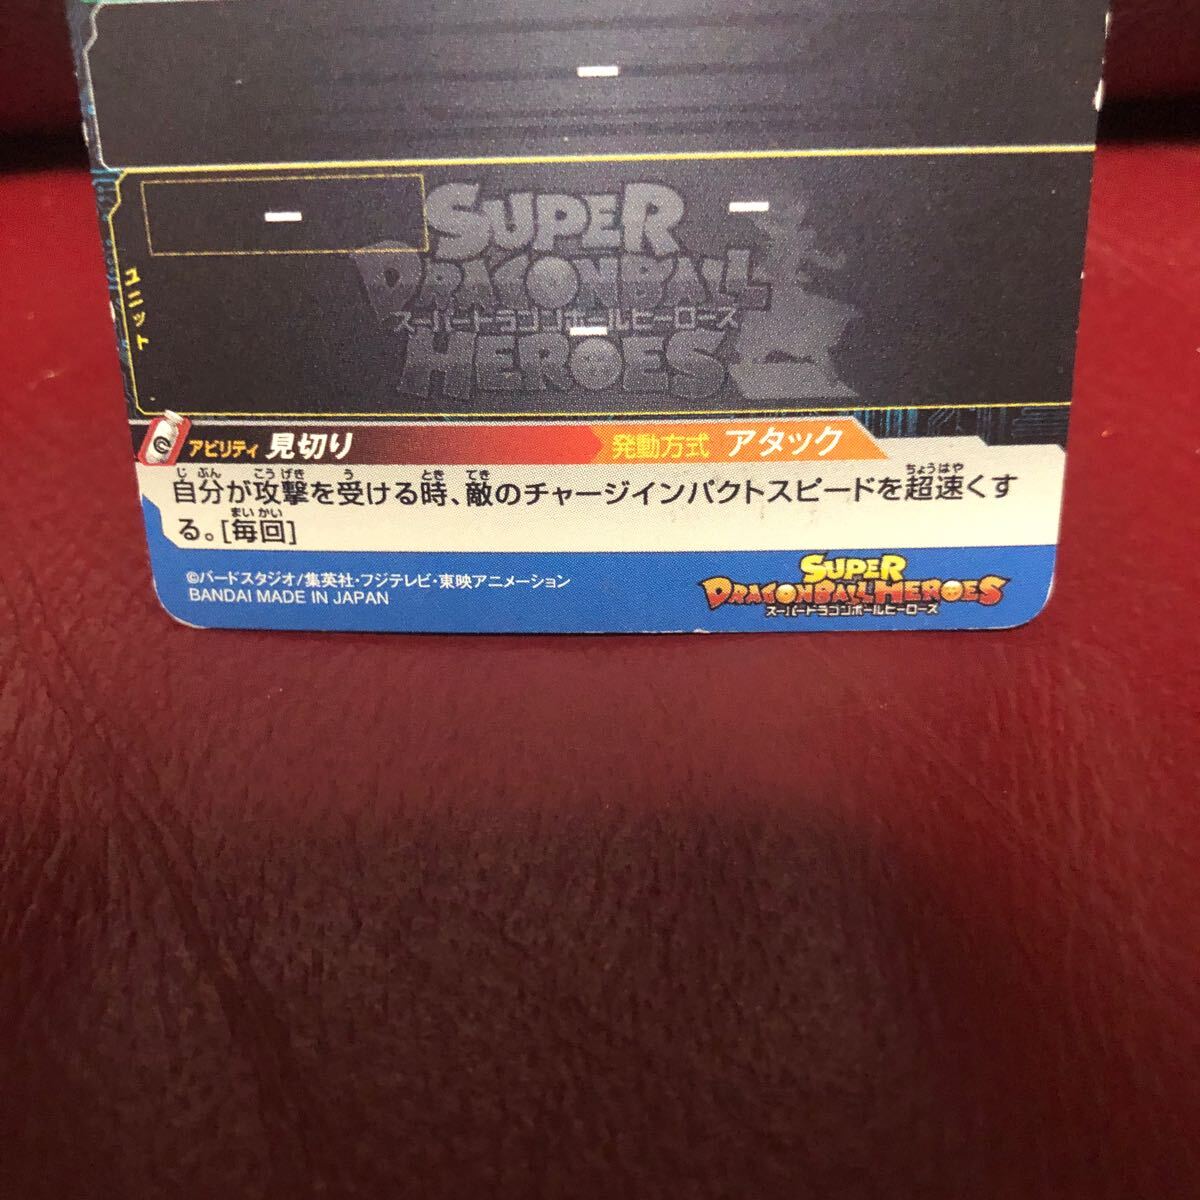 SUPER
DRAGONBALL
スーパードラゴンボールヒーローズ
HEROES
ユニット
アビリティ 見切り 発動方式 アタック
じぶん こうげき う とき てき ちょうはや
自分が攻撃を受ける時、敵のチャージインパクトスピードを超速くす
まいかい
る。[毎回]
©バードスタジオ/集英社・フジテレビ・東映アニメーション
BANDAI MADE IN JAPAN
SUPER
DRAGONBALL HEROES
スーパードラゴンボールヒーローズ